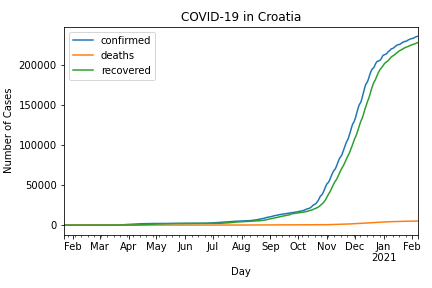 COVID-19 in Croatia
confirmed
deaths
recovered
Number of Cases
200000
150000
100000
50000
0
Feb Mar Apr May Jun Jul Aug Sep Oct Nov Dec Jan Feb
2021
Day